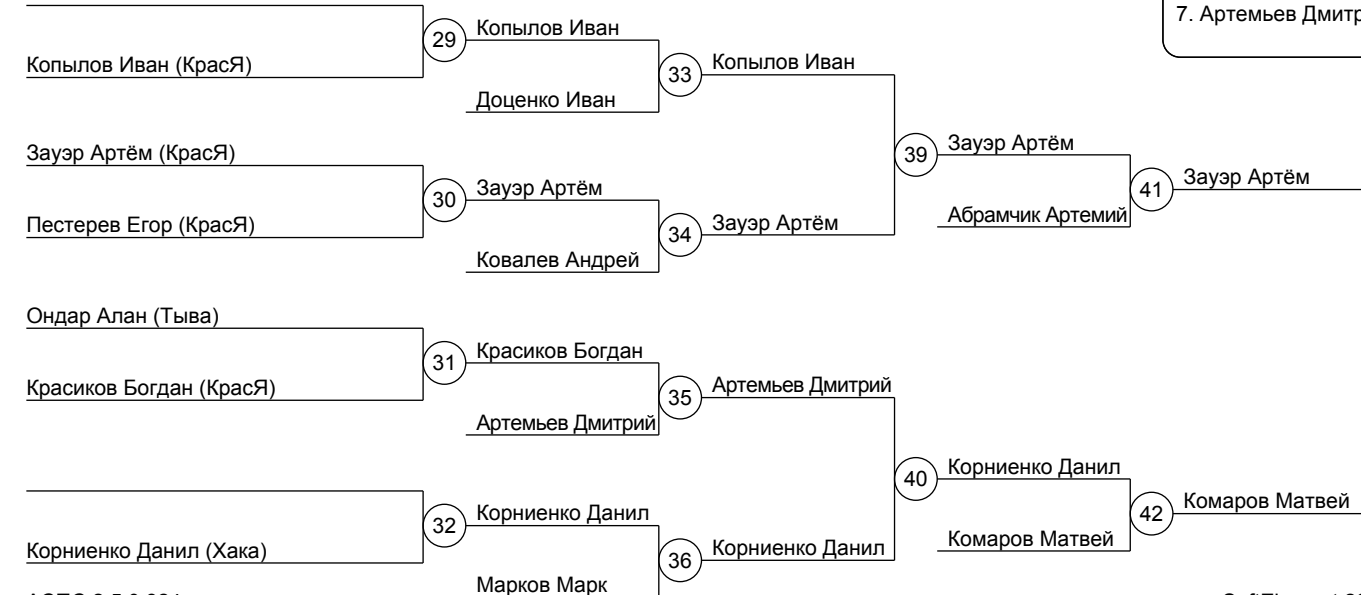 7. Артемьев Дмитр
29
Копылов Иван
Копылов Иван (КрасЯ)
33
Копылов Иван
Доценко Иван
Зауэр Артём (КрасЯ)
39
Зауэр Артём
30
Зауэр Артём
41
Зауэр Артём
Пестерев Егор (КрасЯ)
34
Зауэр Артём
Абрамчик Артемий
Ковалев Андрей
Ондар Алан (Тыва)
31
Красиков Богдан
Красиков Богдан (КрасЯ)
35
Артемьев Дмитрий
Артемьев Дмитрий
40
Корниенко Данил
32
Корниенко Данил
42
Комаров Матвей
Корниенко Данил (Хака)
36
Корниенко Данил
Комаров Матвей
Марков Марк